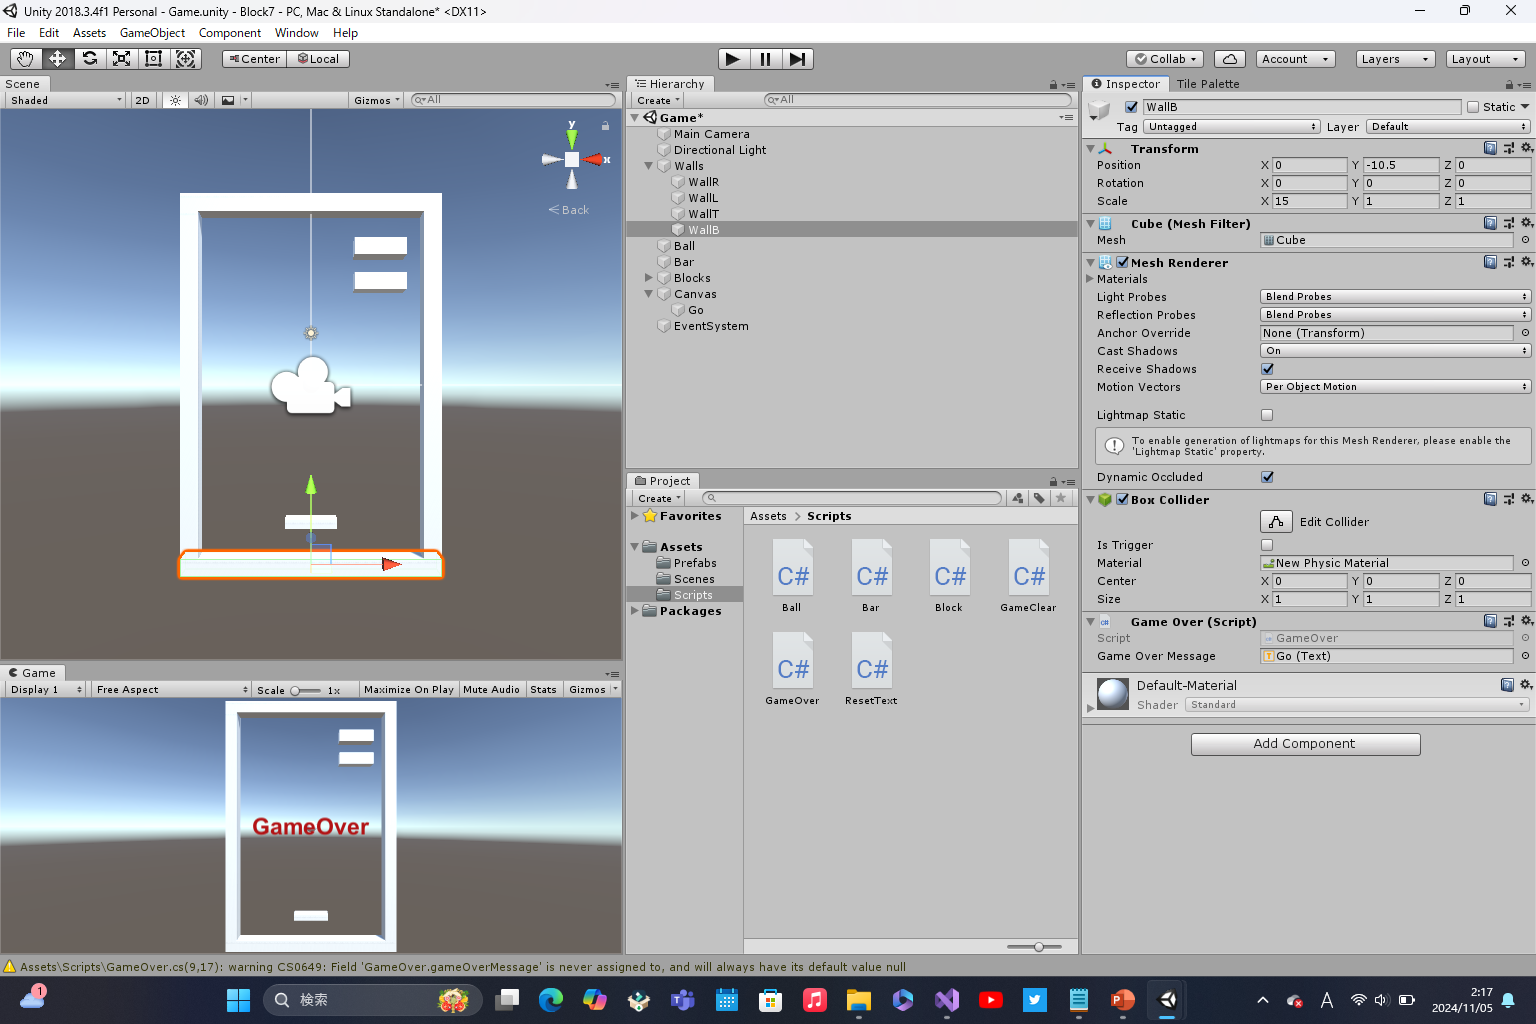 Unity 2018.3.4f1 Personal - Game.unity - Block7 - PC, Mac & Linux Standalone* <DX11>
File Edit Assets GameObject Component Window Help
Center Local Collab Account Layers Layout
Scene
Shaded 2D Gizmos All
y
x
Back
Game
Display 1 Free Aspect Scale 1x Maximize On Play Mute Audio Stats Gizmos
GameOver
Hierarchy
Create All
Game*
Main Camera
Directional Light
Walls
WallR
WallL
WallT
WallB
Ball
Bar
Blocks
Canvas
Go
EventSystem
Project
Create
Favorites
Assets
Prefabs
Scenes
Scripts
Packages
Assets > Scripts
C# C# C# C#
Ball Bar Block GameClear
C# C#
GameOver ResetText
Inspector Tile Palette
WallB Static
Tag Untagged Layer Default
Transform
Position X 0 Y -10.5 Z 0
Rotation X 0 Y 0 Z 0
Scale X 15 Y 1 Z 1
Cube (Mesh Filter)
Mesh Cube
Mesh Renderer
Materials
Light Probes Blend Probes
Reflection Probes Blend Probes
Anchor Override None (Transform)
Cast Shadows On
Receive Shadows
Motion Vectors Per Object Motion
Lightmap Static
To enable generation of lightmaps for this Mesh Renderer, please enable the
'Lightmap Static' property.
Dynamic Occluded
Box Collider
Edit Collider
Is Trigger
Material New Physic Material
Center X 0 Y 0 Z 0
Size X 1 Y 1 Z 1
Game Over (Script)
Script GameOver
Game Over Message Go (Text)
Default-Material
Shader Standard
Add Component
Assets\Scripts\GameOver.cs(9,17): warning CS0649: Field 'GameOver.gameOverMessage' is never assigned to, and will always have its default value null
1
検索
A
2:17
2024/11/05